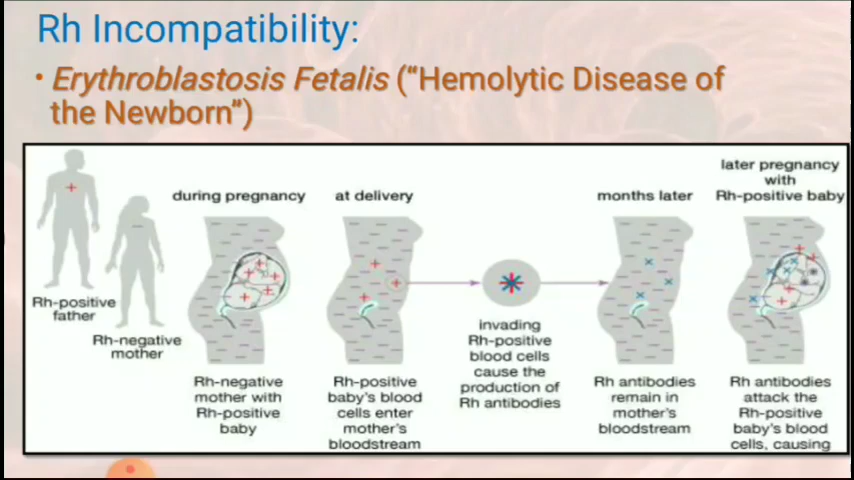 Rh Incompatibility:
• Erythroblastosis Fetalis (“Hemolytic Disease of
the Newborn”)
Rh-positive
father
Rh-negative
mother
during pregnancy
Rh-negative
mother with
Rh-positive
baby
at delivery
Rh-positive
baby's blood
cells enter
mother's
bloodstream
invading
Rh-positive
blood cells
cause the
production of
Rh antibodies
months later
Rh antibodies
remain in
mother's
bloodstream
later pregnancy
with
Rh-positive baby
Rh antibodies
attack the
Rh-positive
baby's blood
cells, causing